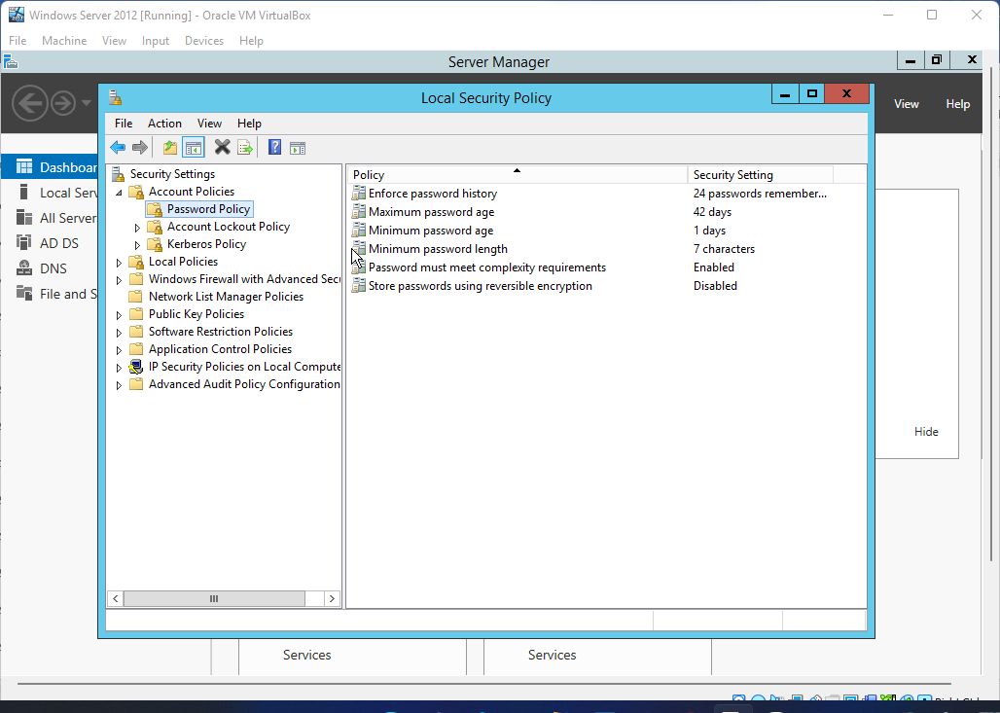 Windows Server 2012 [Running] - Oracle VM VirtualBox
File Machine View Input Devices Help
Server Manager
Local Security Policy
View Help
File Action View Help
Dashboar
Local Serv
All Server
AD DS
DNS
File and S
Security Settings
Account Policies
Password Policy
Account Lockout Policy
Kerberos Policy
Local Policies
Windows Firewall with Advanced Secu
Network List Manager Policies
Public Key Policies
Software Restriction Policies
Application Control Policies
IP Security Policies on Local Compute
Advanced Audit Policy Configuration
Policy Security Setting
Enforce password history 24 passwords remember...
Maximum password age 42 days
Minimum password age 1 days
Minimum password length 7 characters
Password must meet complexity requirements Enabled
Store passwords using reversible encryption Disabled
Hide
Services Services